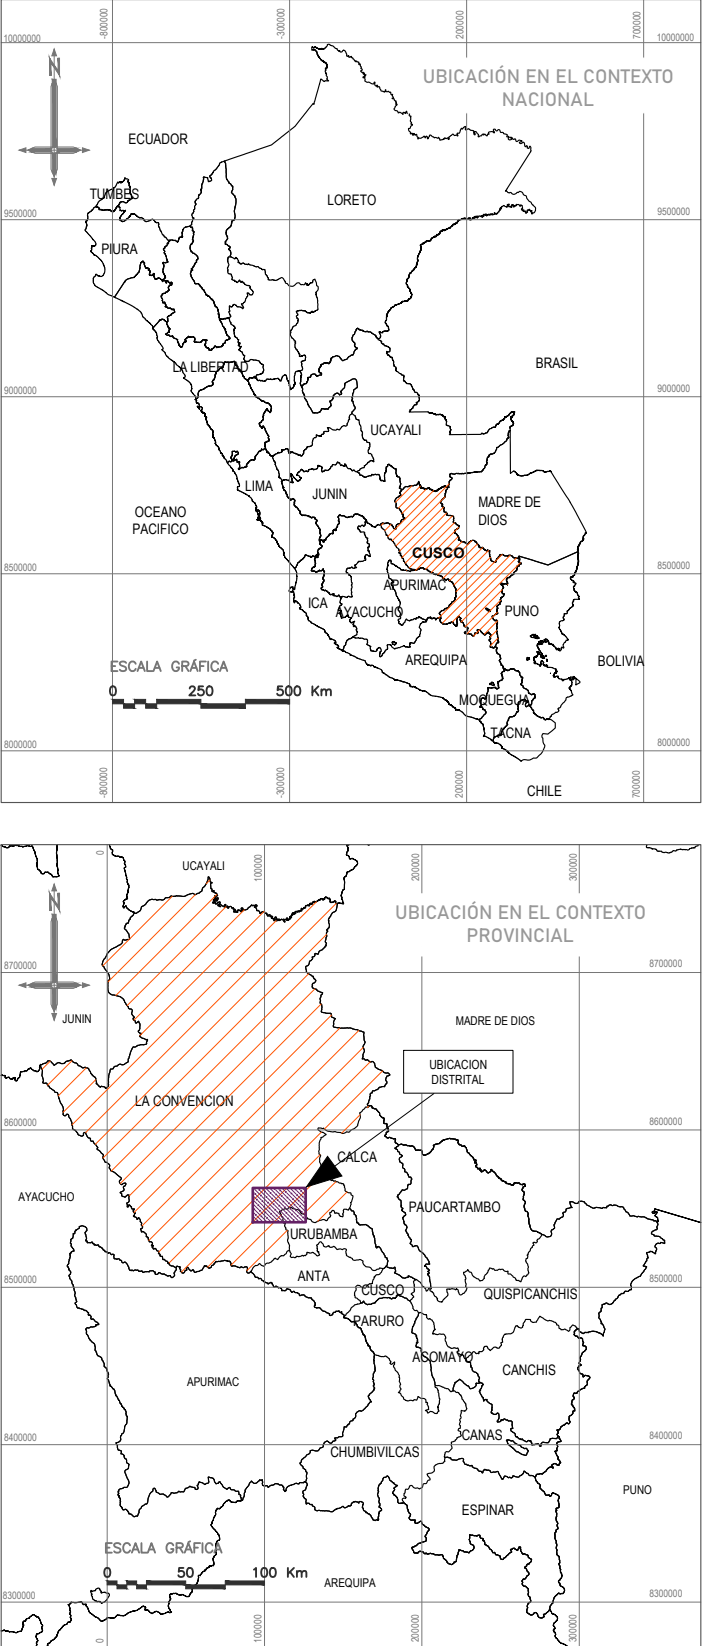 -800000
-300000
200000
700000
10000000
10000000
N
UBICACIÓN EN EL CONTEXTO
NACIONAL
ECUADOR
TUMBES
LORETO
9500000
9500000
PIURA
LA LIBERTAD
BRASIL
9000000
9000000
UCAYALI
LIMA
JUNIN
MADRE DE
DIOS
OCEANO
PACIFICO
CUSCO
8500000
8500000
APURIMAC
ICA
AYACUCHO
PUNO
AREQUIPA
BOLIVIA
ESCALA GRÁFICA
0 250 500 Km
MOQUEGUA
TACNA
8000000
8000000
-800000
-300000
200000
700000
CHILE
0
100000
200000
300000
UCAYALI
N
UBICACIÓN EN EL CONTEXTO
PROVINCIAL
8700000
8700000
JUNIN
MADRE DE DIOS
UBICACION
DISTRITAL
LA CONVENCION
8600000
8600000
CALCA
AYACUCHO
PAUCARTAMBO
URUBAMBA
ANTA
8500000
8500000
CUSCO
QUISPICANCHIS
PARURO
ACOMAYO
CANCHIS
APURIMAC
CANAS
8400000
8400000
CHUMBIVILCAS
PUNO
ESPINAR
ESCALA GRÁFICA
0 50 100 Km
AREQUIPA
8300000
8300000
0
100000
200000
300000